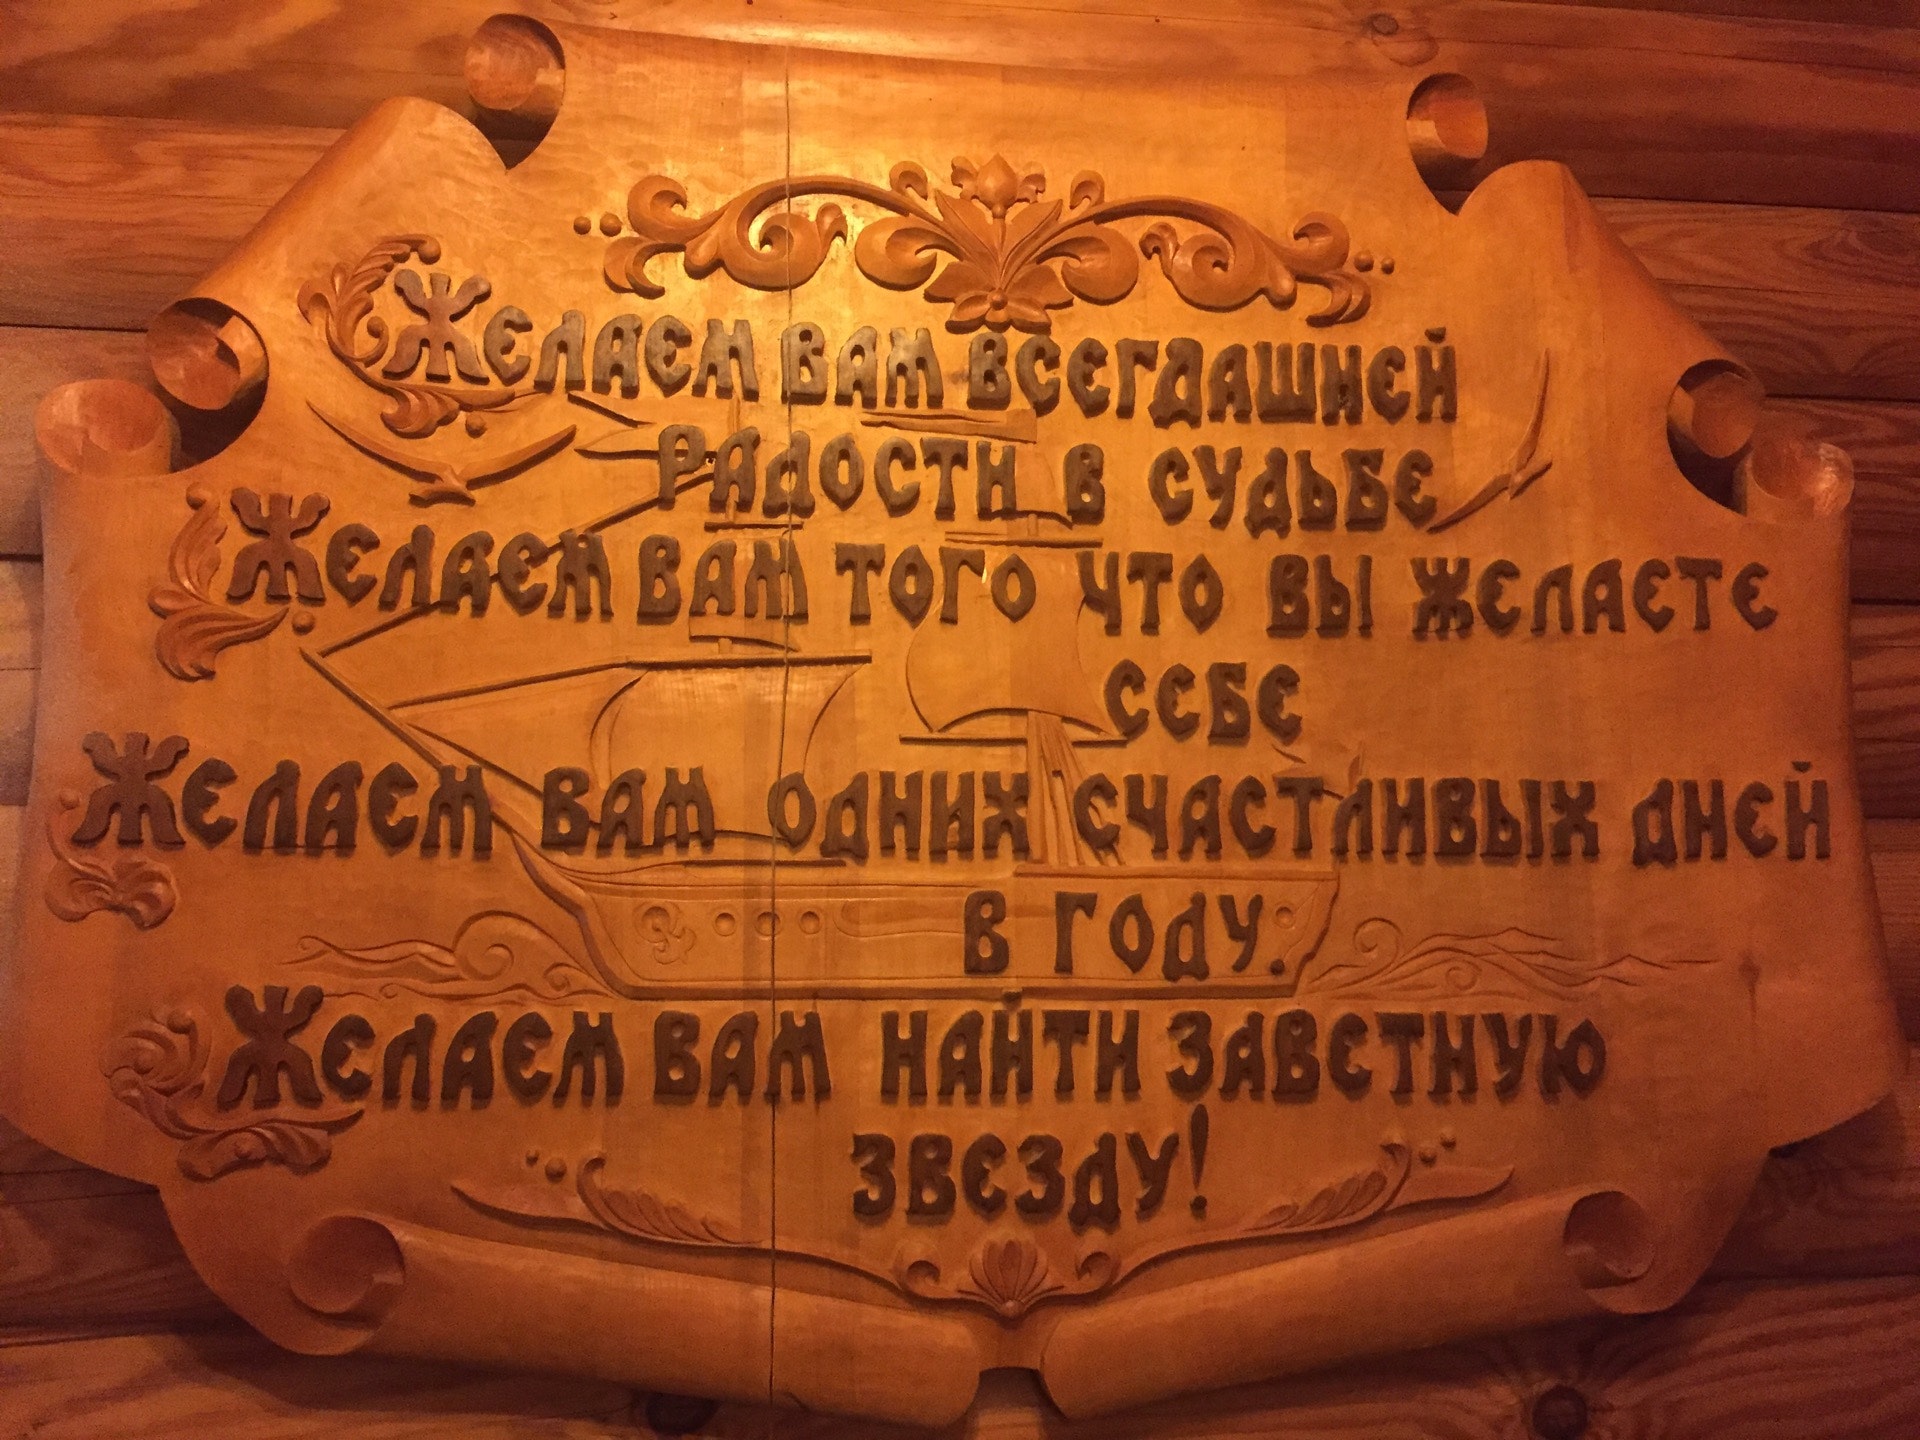 Желаем вам всегдашней
радости в судьбе
Желаем вам того что вы желаете
себе
Желаем вам одних счастливых дней
в году.
Желаем вам найти заветную
звезду!